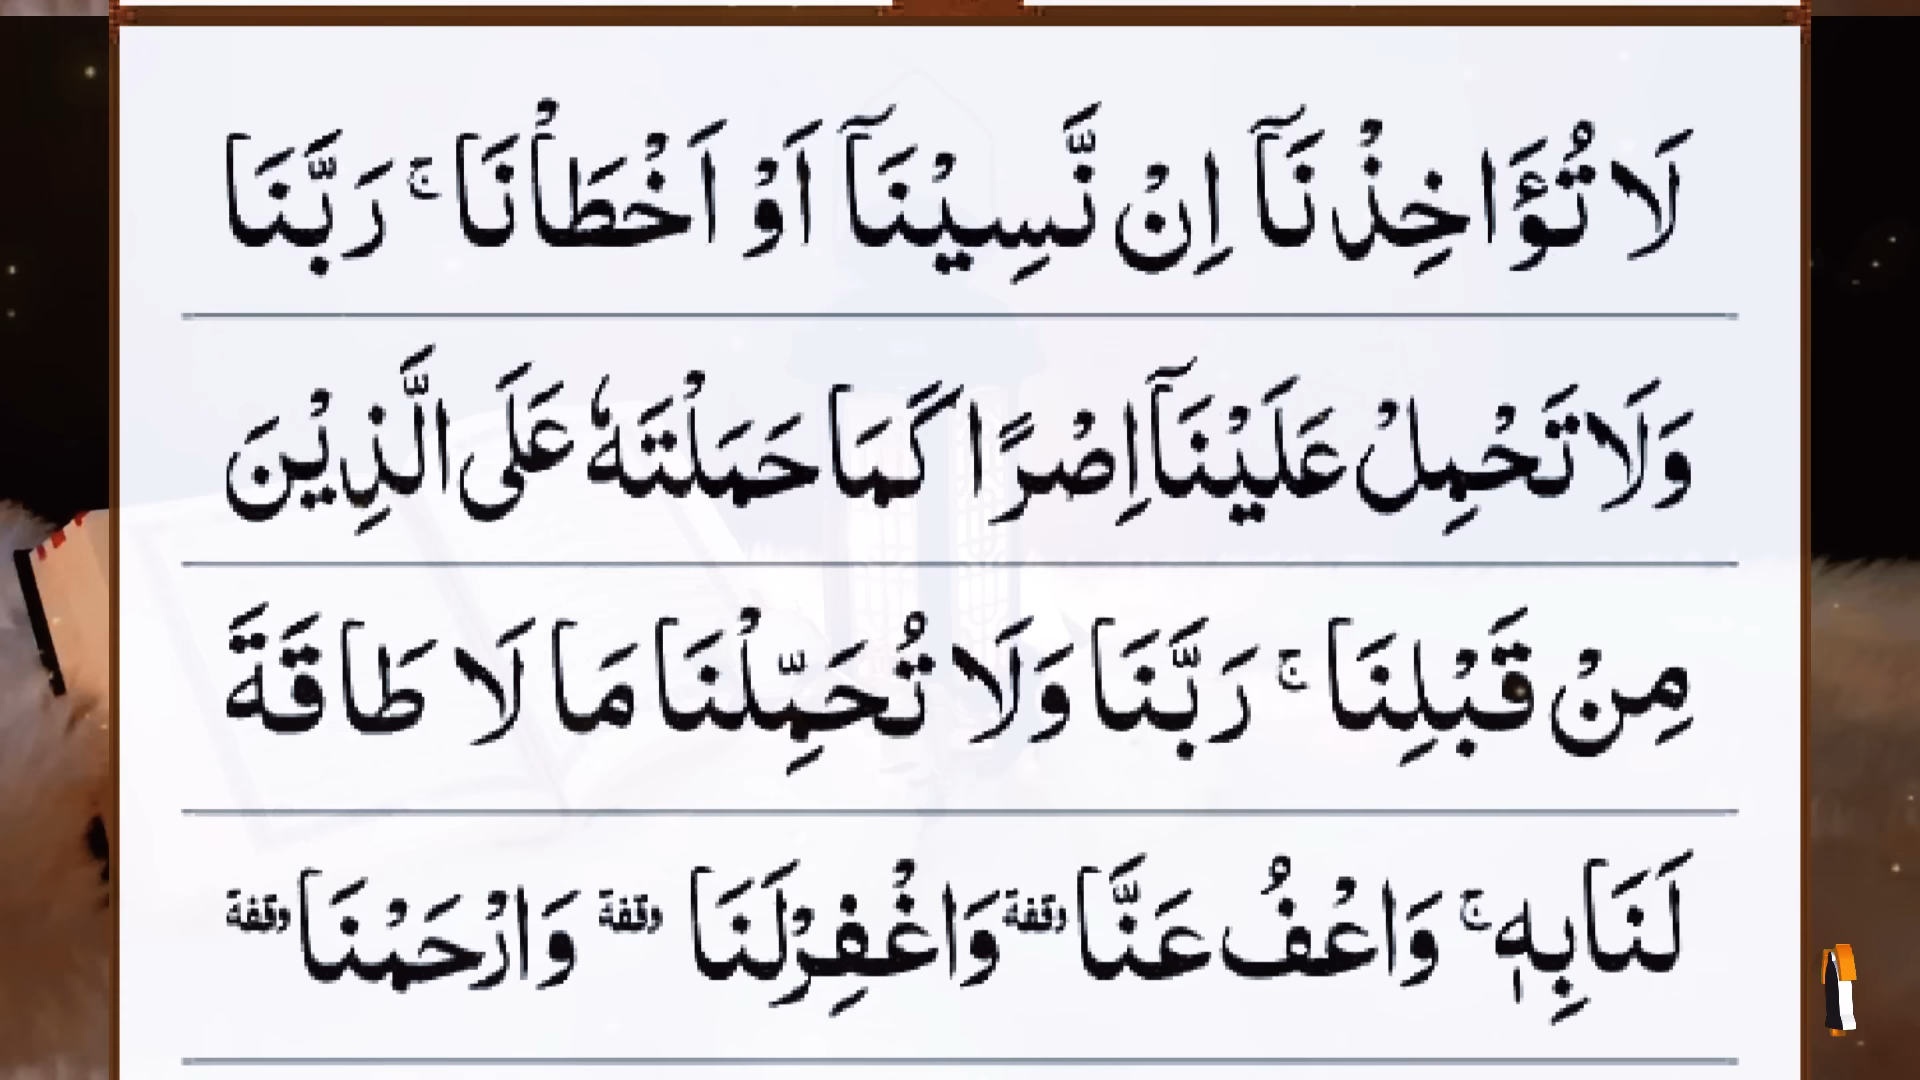 لَا تُؤَاخِذْنَآ اِنْ نَّسِيْنَآ اَوْ اَخْطَاْنَا ۚ رَبَّنَا
وَلَا تَحْمِلْ عَلَيْنَآ اِصْرًا كَمَا حَمَلْتَهٗ عَلَى الَّذِيْنَ
مِنْ قَبْلِنَا ۚ رَبَّنَا وَلَا تُحَمِّلْنَا مَا لَا طَاقَةَ
لَنَا بِهٖ ۚ وَاعْفُ عَنَّا وقفة وَاغْفِرْ لَنَا وقفة وَارْحَمْنَا وقفة